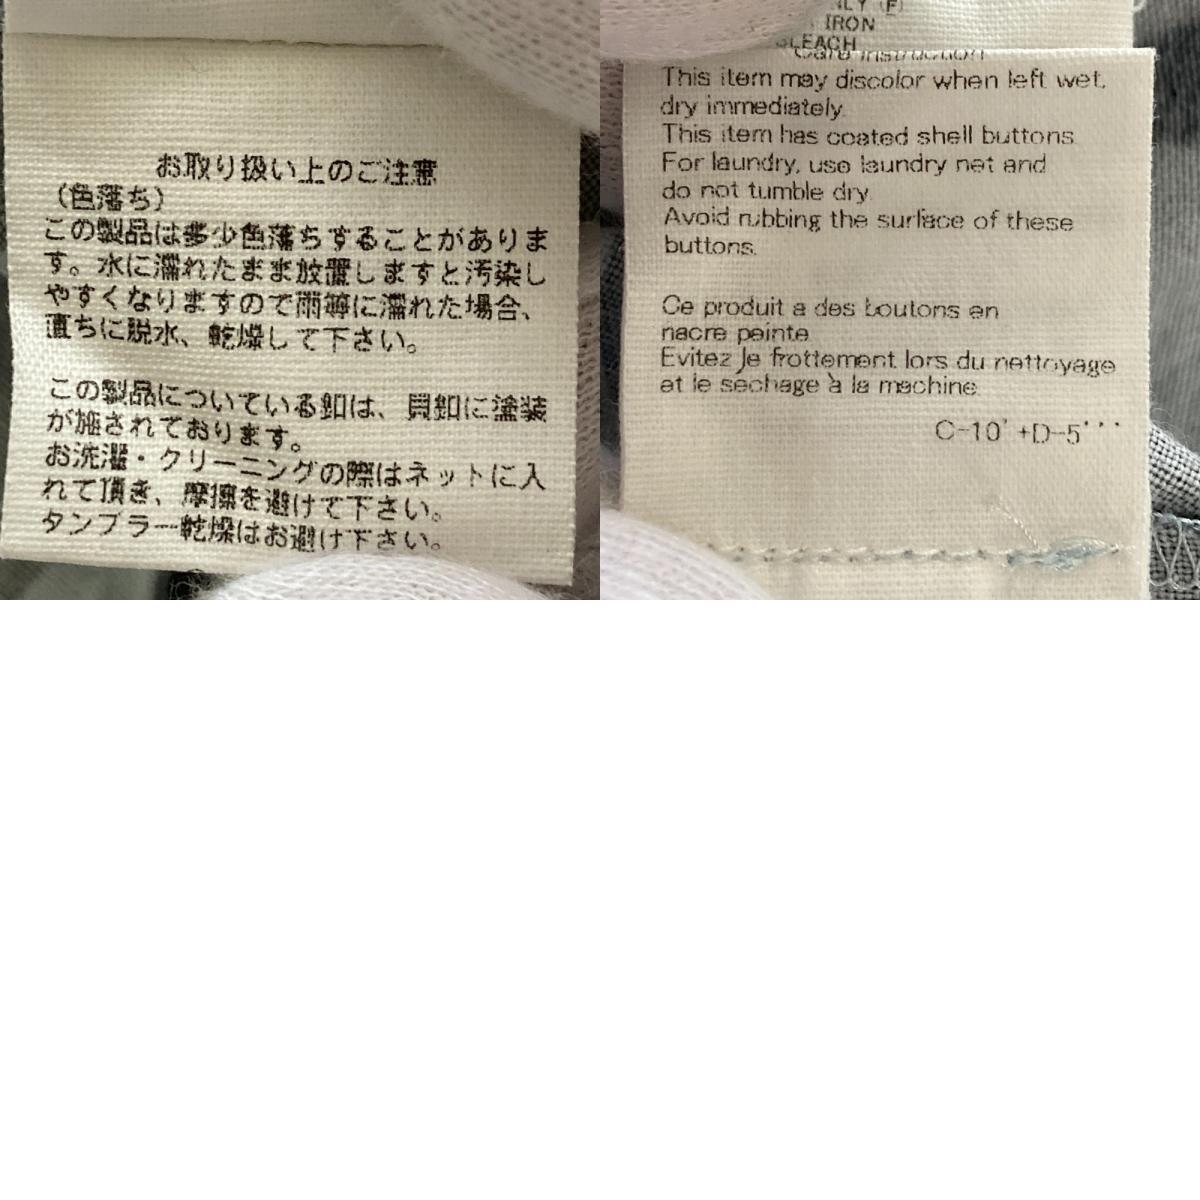 お取り扱い上のご注意
（色落ち）
この製品は多少色落ちすることがありま
す。水に濡れたまま放置しますと汚染し
やすくなりますので雨等に濡れた場合、
直ちに脱水、乾燥して下さい。
この製品についている釦は、貝釦に塗装
が施されております。
お洗濯・クリーニングの際はネットに入
れて頂き、摩擦を避けて下さい。
タンブラー乾燥はお避け下さい。
IRON
BLEACH
Care instruction
This item may discolor when left wet,
dry immediately.
This item has coated shell buttons.
For laundry, use laundry net and
do not tumble dry.
Avoid rubbing the surface of these
buttons.
Ce produit a des boutons en
nacre peinte.
Evitez le frottement lors du nettoyage
et le sechage à la machine.
C-10'+D-5'''